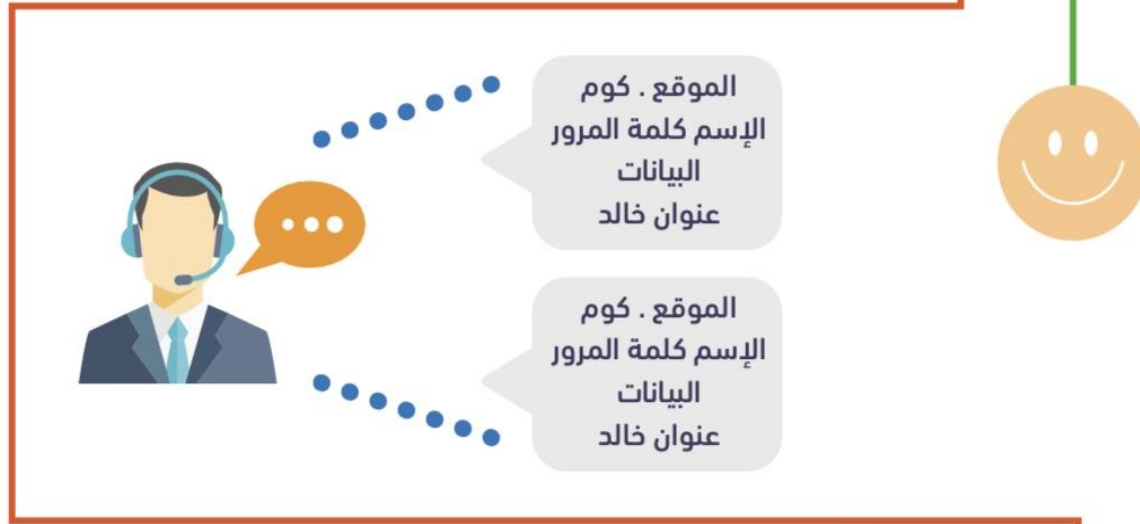 الموقع . كوم
الإسم كلمة المرور
البيانات
عنوان خالد
الموقع . كوم
الإسم كلمة المرور
البيانات
عنوان خالد